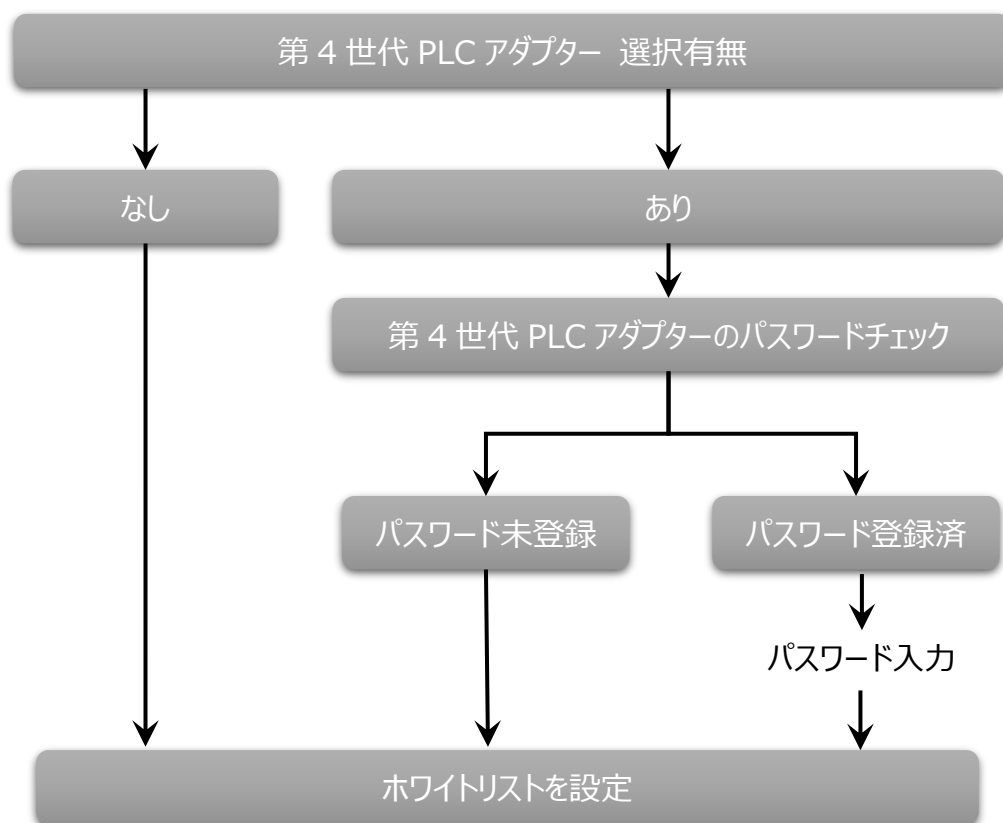 第 4 世代 PLC アダプター 選択有無
なし
あり
第 4 世代 PLC アダプターのパスワードチェック
パスワード未登録
パスワード登録済
パスワード入力
ホワイトリストを設定